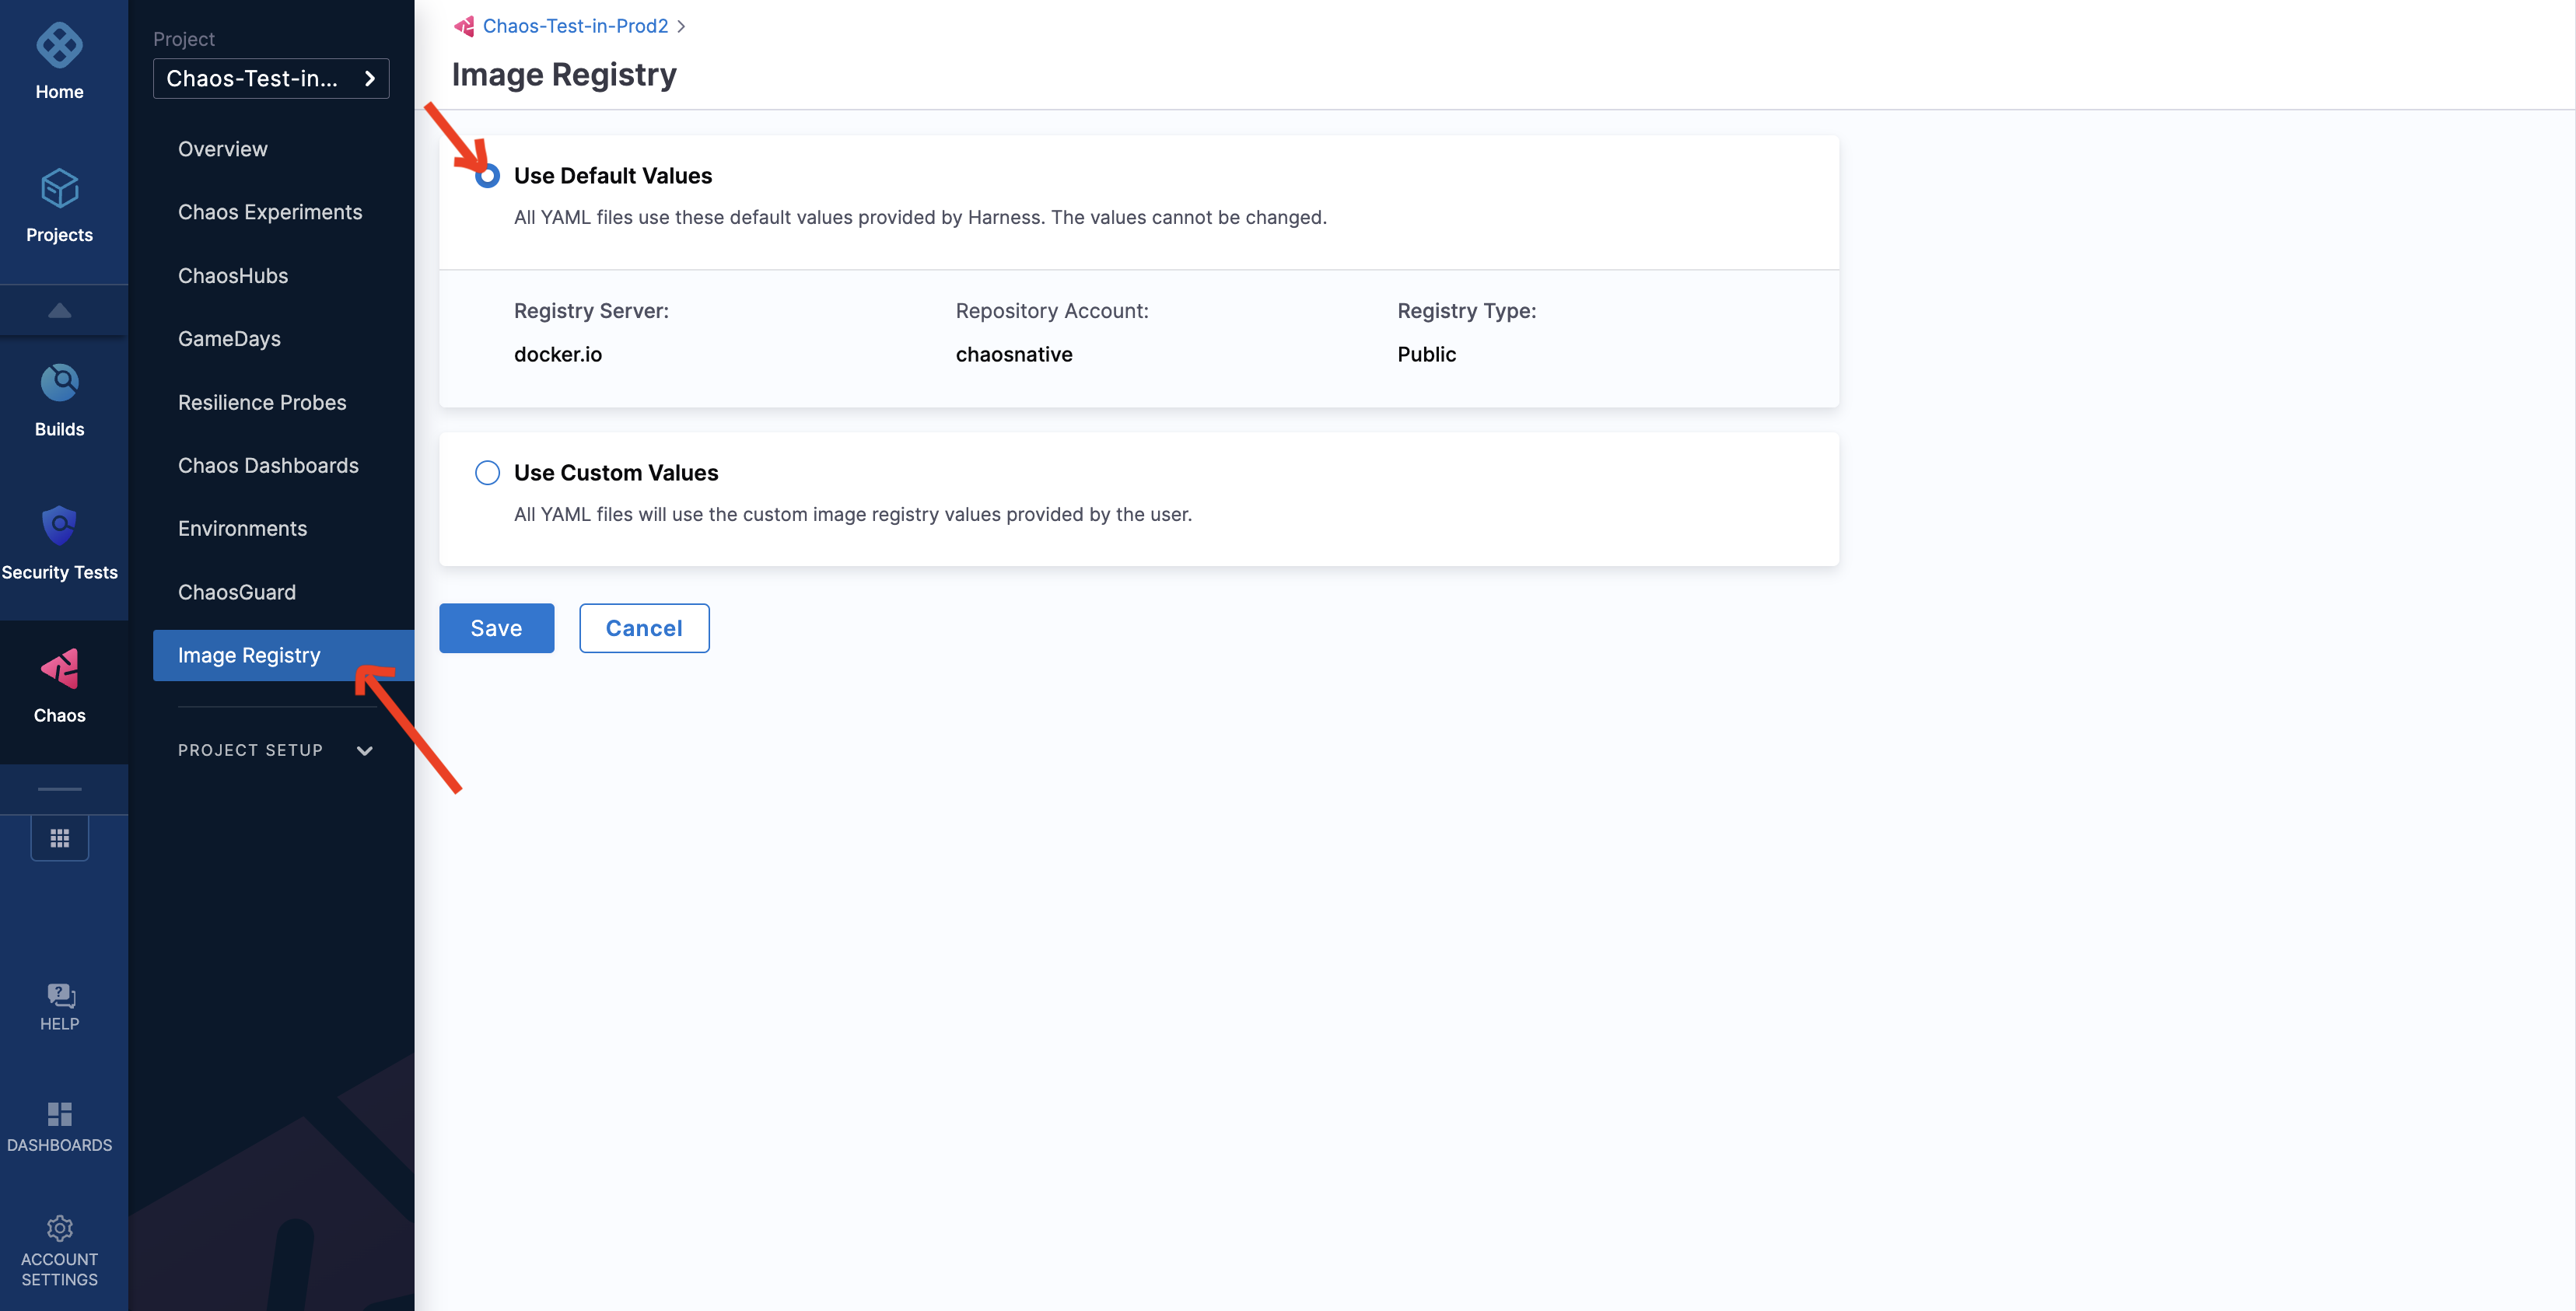 Home
Projects
Builds
Security Tests
Chaos
HELP
DASHBOARDS
ACCOUNT
SETTINGS
Project
Chaos-Test-in...
Overview
Chaos Experiments
ChaosHubs
GameDays
Resilience Probes
Chaos Dashboards
Environments
ChaosGuard
Image Registry
PROJECT SETUP
Chaos-Test-in-Prod2
Image Registry
Use Default Values
All YAML files use these default values provided by Harness. The values cannot be changed.
Registry Server:
docker.io
Repository Account:
chaosnative
Registry Type:
Public
Use Custom Values
All YAML files will use the custom image registry values provided by the user.
Save
Cancel